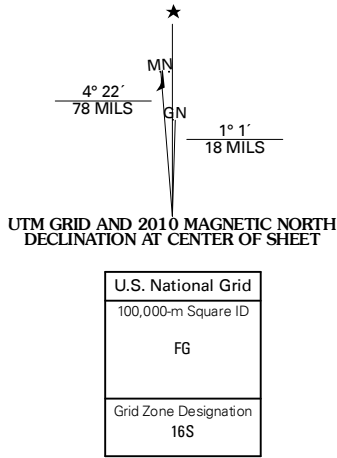 ★
MN
4° 22´
78 MILS
GN
1° 1´
18 MILS
UTM GRID AND 2010 MAGNETIC NORTH
DECLINATION AT CENTER OF SHEET
U.S. National Grid
100,000-m Square ID
FG
Grid Zone Designation
16S